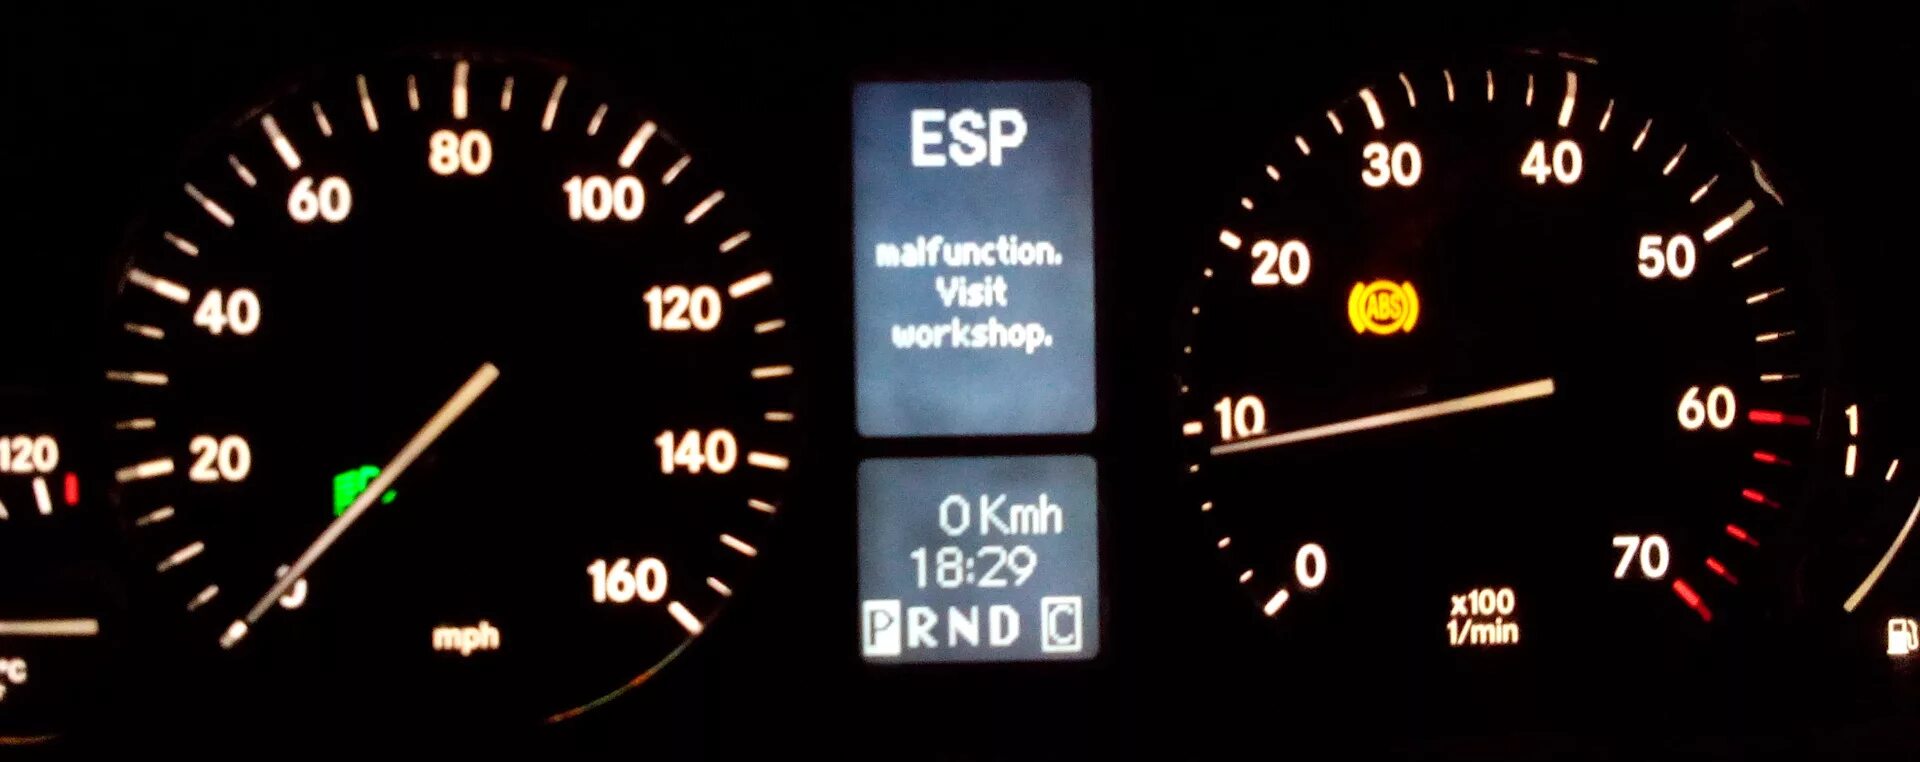 80
60
100
40
120
20
140
0
160
mph
120
°C
ESP
malfunction.
Visit
workshop.
0 Kmh
18:29
PRND C
30
40
20
50
ABS
10
60
0
70
x100
1/min
1